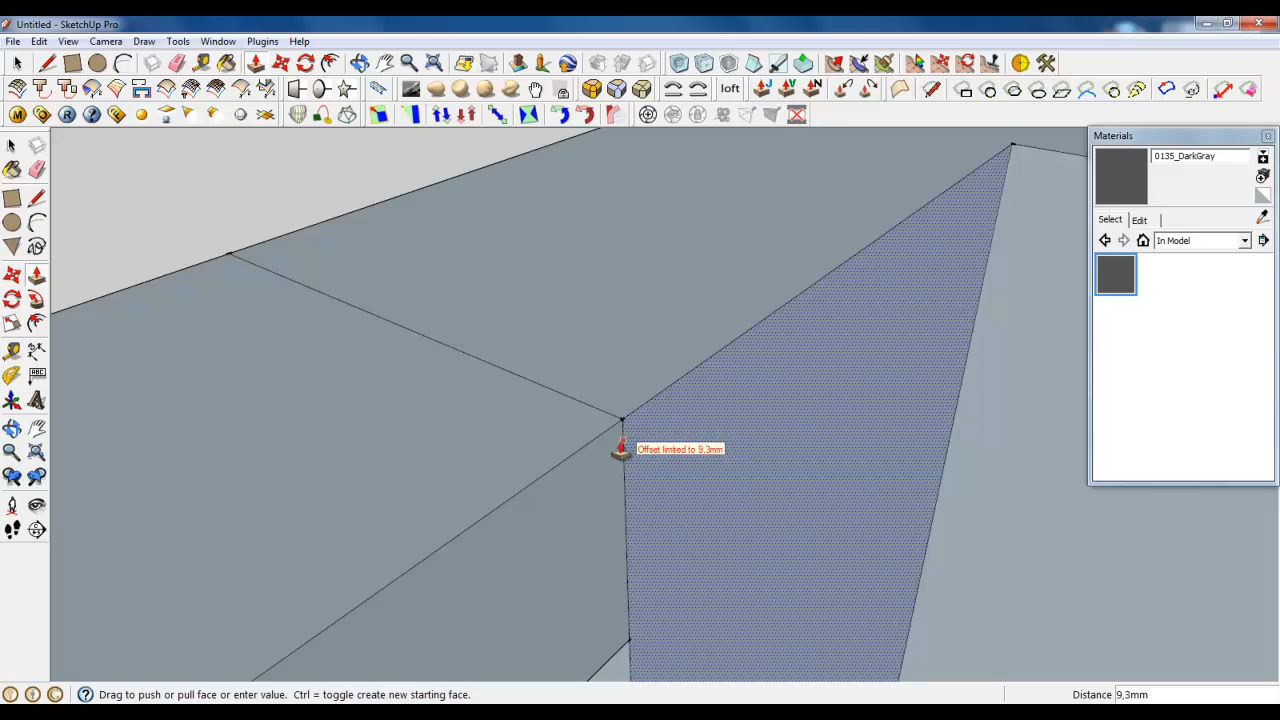 Untitled - SketchUp Pro
File Edit View Camera Draw Tools Window Plugins Help
loft
M R ?
Materials
0135_DarkGray
Select Edit
In Model
ABC
Offset limited to 9,3mm
? Drag to push or pull face or enter value. Ctrl = toggle create new starting face. Distance 9,3mm